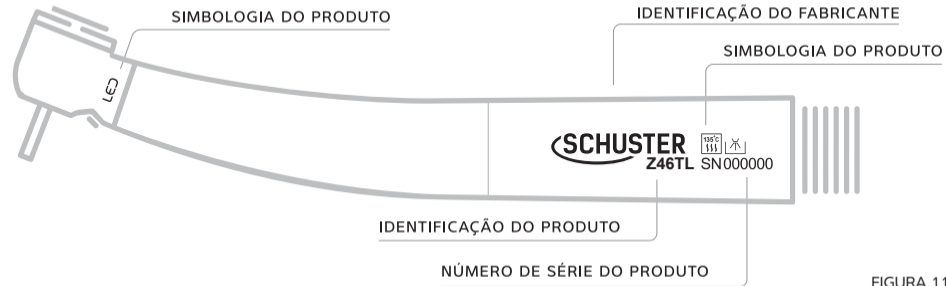 SIMBOLOGIA DO PRODUTO
IDENTIFICAÇÃO DO FABRICANTE
SIMBOLOGIA DO PRODUTO
LED
SCHUSTER
135°C
Z46TL SN000000
IDENTIFICAÇÃO DO PRODUTO
NÚMERO DE SÉRIE DO PRODUTO
FIGURA 11